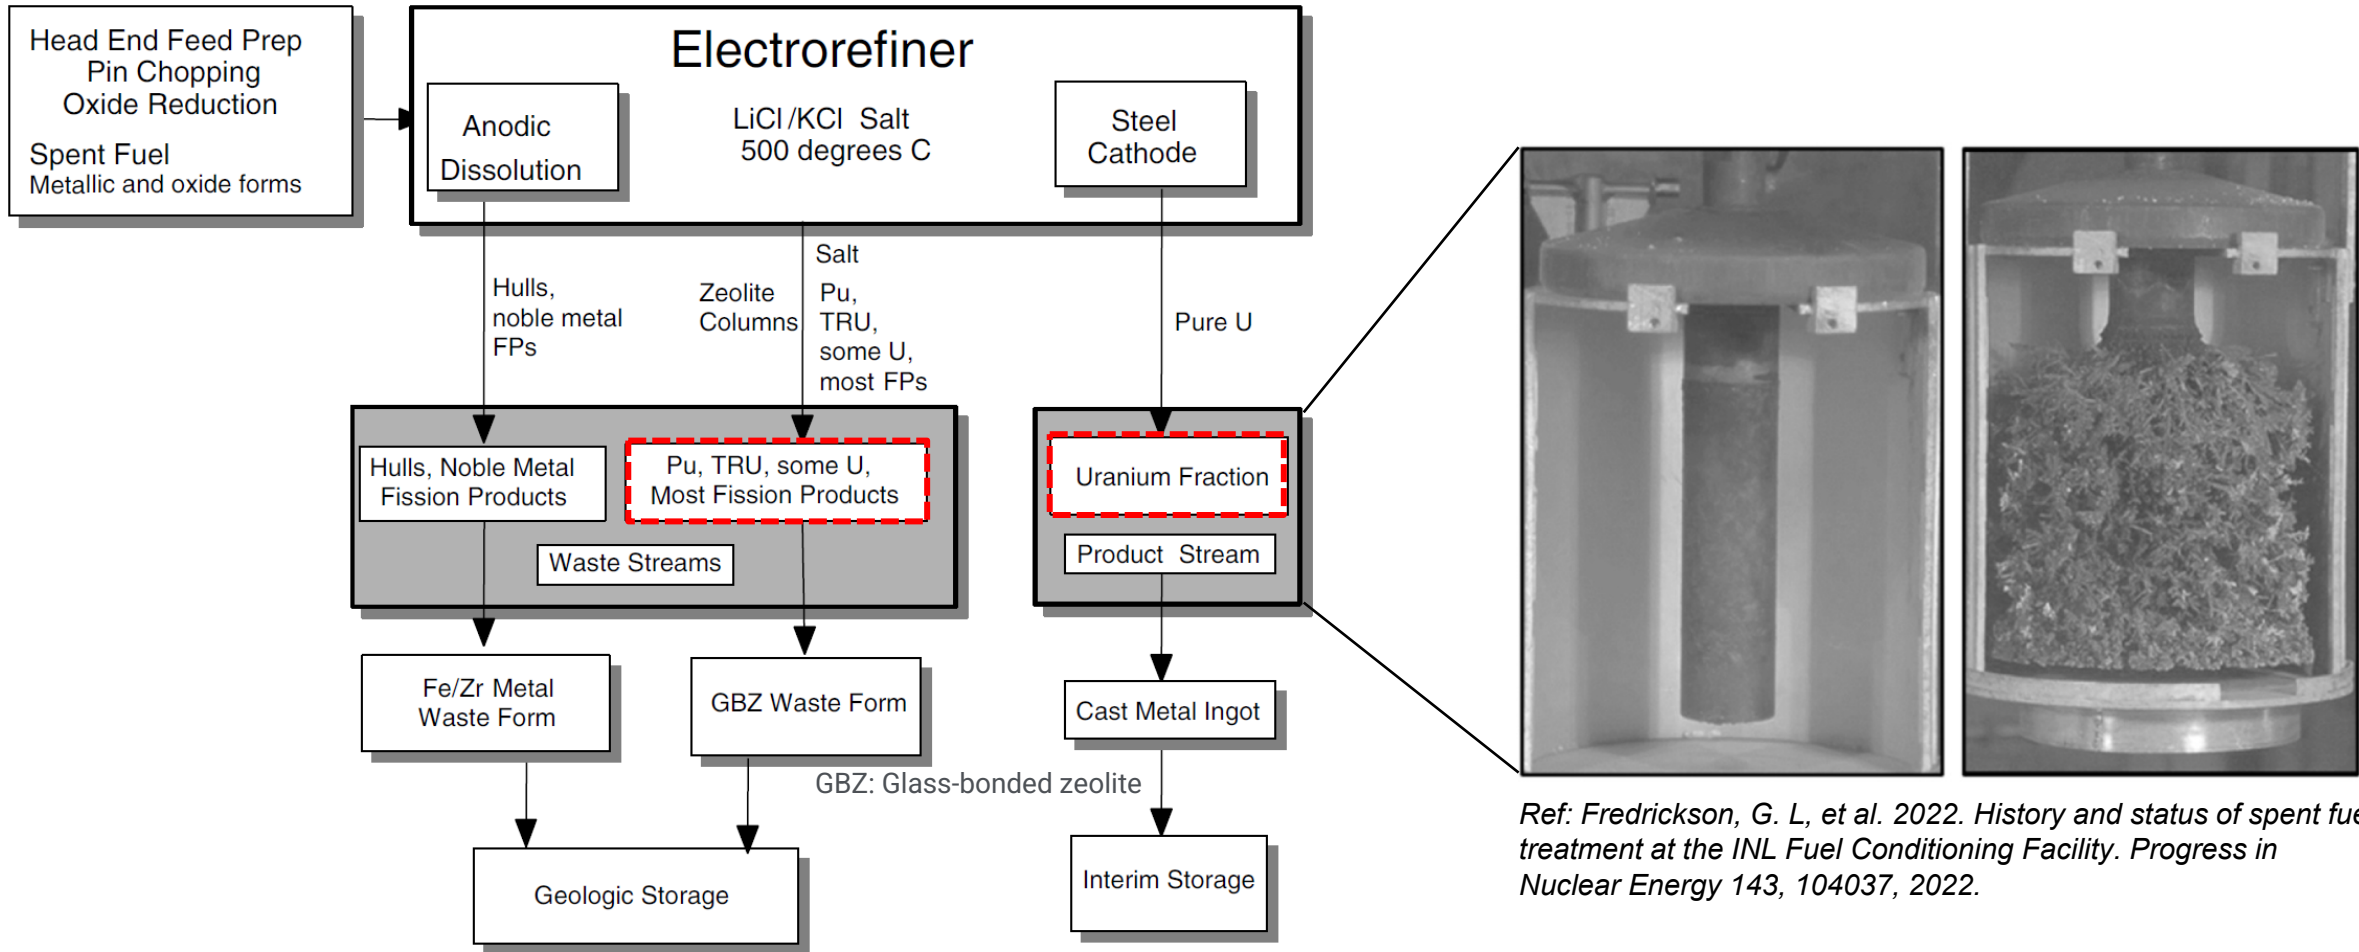 Head End Feed Prep
Pin Chopping
Oxide Reduction
Spent Fuel
Metallic and oxide forms
Electrorefiner
Anodic
Dissolution
LiCl/KCl Salt
500 degrees C
Steel
Cathode
Hulls,
noble metal
FPs
Zeolite
Columns
Salt
Pu,
TRU,
some U,
most FPs
Pure U
Hulls, Noble Metal
Fission Products
Pu, TRU, some U,
Most Fission Products
Waste Streams
Uranium Fraction
Product Stream
Fe/Zr Metal
Waste Form
GBZ Waste Form
Cast Metal Ingot
GBZ: Glass-bonded zeolite
Geologic Storage
Interim Storage
Ref: Fredrickson, G. L, et al. 2022. History and status of spent fue
treatment at the INL Fuel Conditioning Facility. Progress in
Nuclear Energy 143, 104037, 2022.